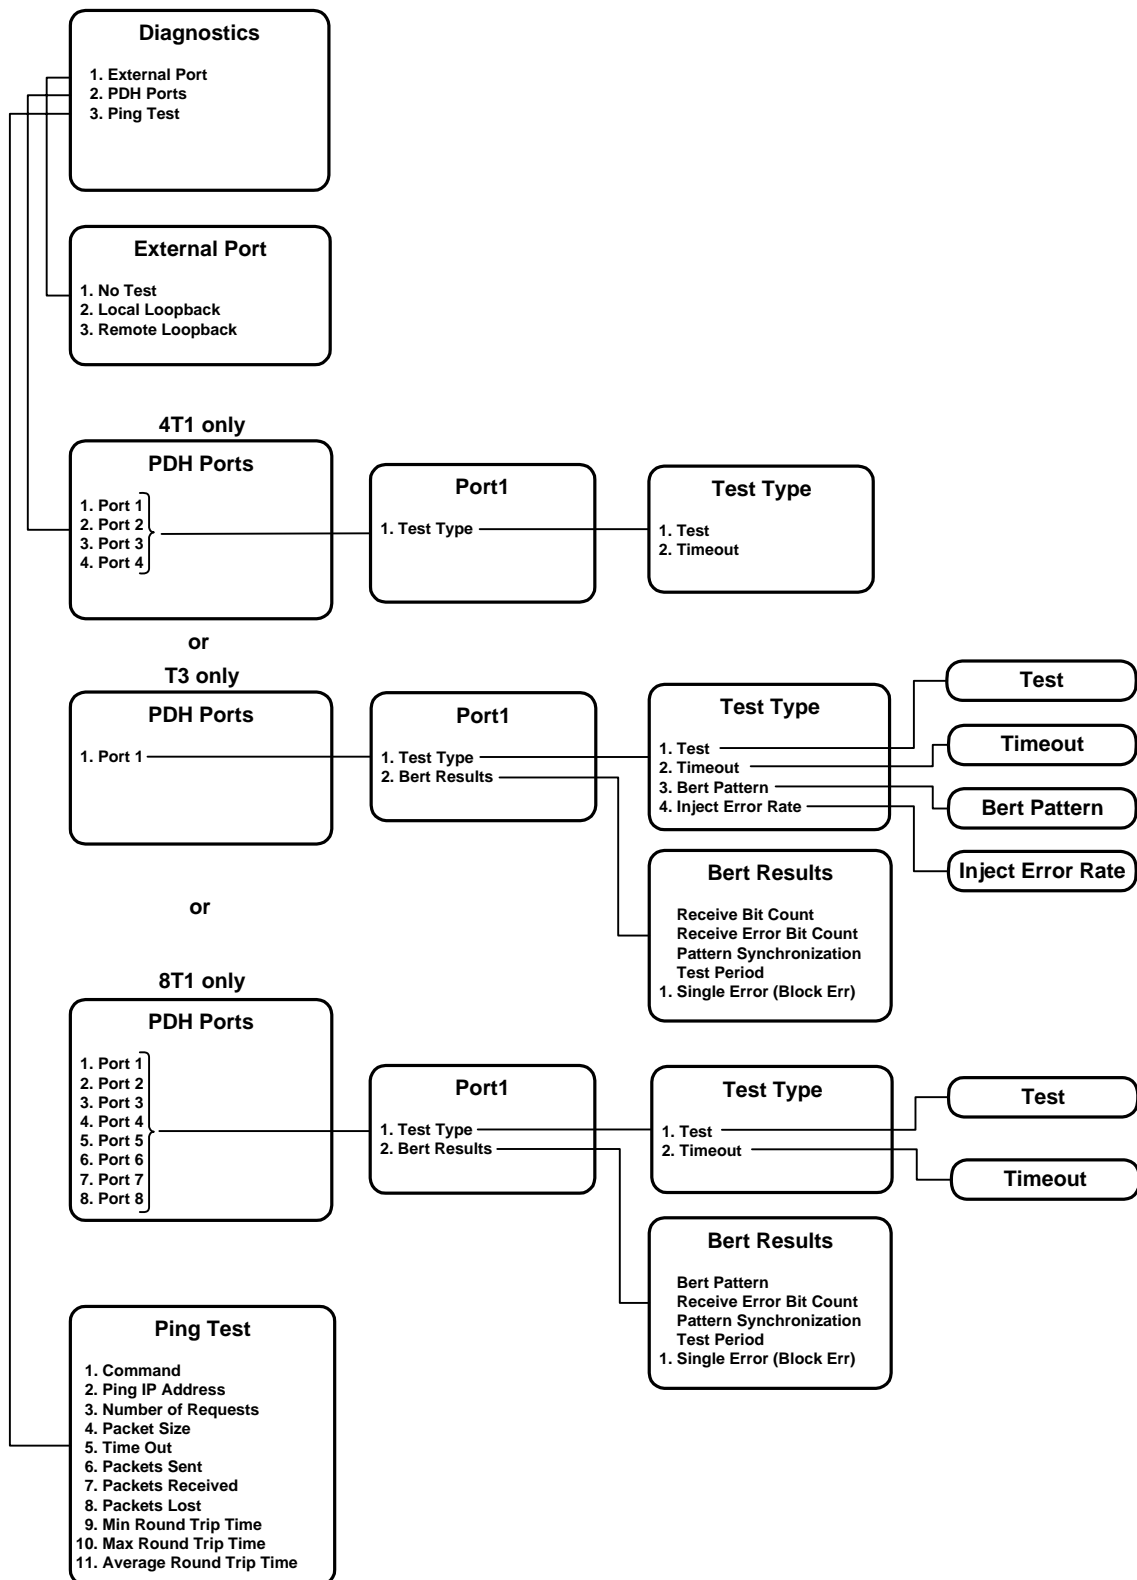 Diagnostics
1. External Port
2. PDH Ports
3. Ping Test
External Port
1. No Test
2. Local Loopback
3. Remote Loopback
4T1 only
PDH Ports
1. Port 1
2. Port 2
3. Port 3
4. Port 4
Port1
1. Test Type
Test Type
1. Test
2. Timeout
or
T3 only
PDH Ports
1. Port 1
Port1
1. Test Type
2. Bert Results
Test Type
1. Test
2. Timeout
3. Bert Pattern
4. Inject Error Rate
Test
Timeout
Bert Pattern
Inject Error Rate
Bert Results
Receive Bit Count
Receive Error Bit Count
Pattern Synchronization
Test Period
1. Single Error (Block Err)
or
8T1 only
PDH Ports
1. Port 1
2. Port 2
3. Port 3
4. Port 4
5. Port 5
6. Port 6
7. Port 7
8. Port 8
Port1
1. Test Type
2. Bert Results
Test Type
1. Test
2. Timeout
Test
Timeout
Bert Results
Bert Pattern
Receive Error Bit Count
Pattern Synchronization
Test Period
1. Single Error (Block Err)
Ping Test
1. Command
2. Ping IP Address
3. Number of Requests
4. Packet Size
5. Time Out
6. Packets Sent
7. Packets Received
8. Packets Lost
9. Min Round Trip Time
10. Max Round Trip Time
11. Average Round Trip Time